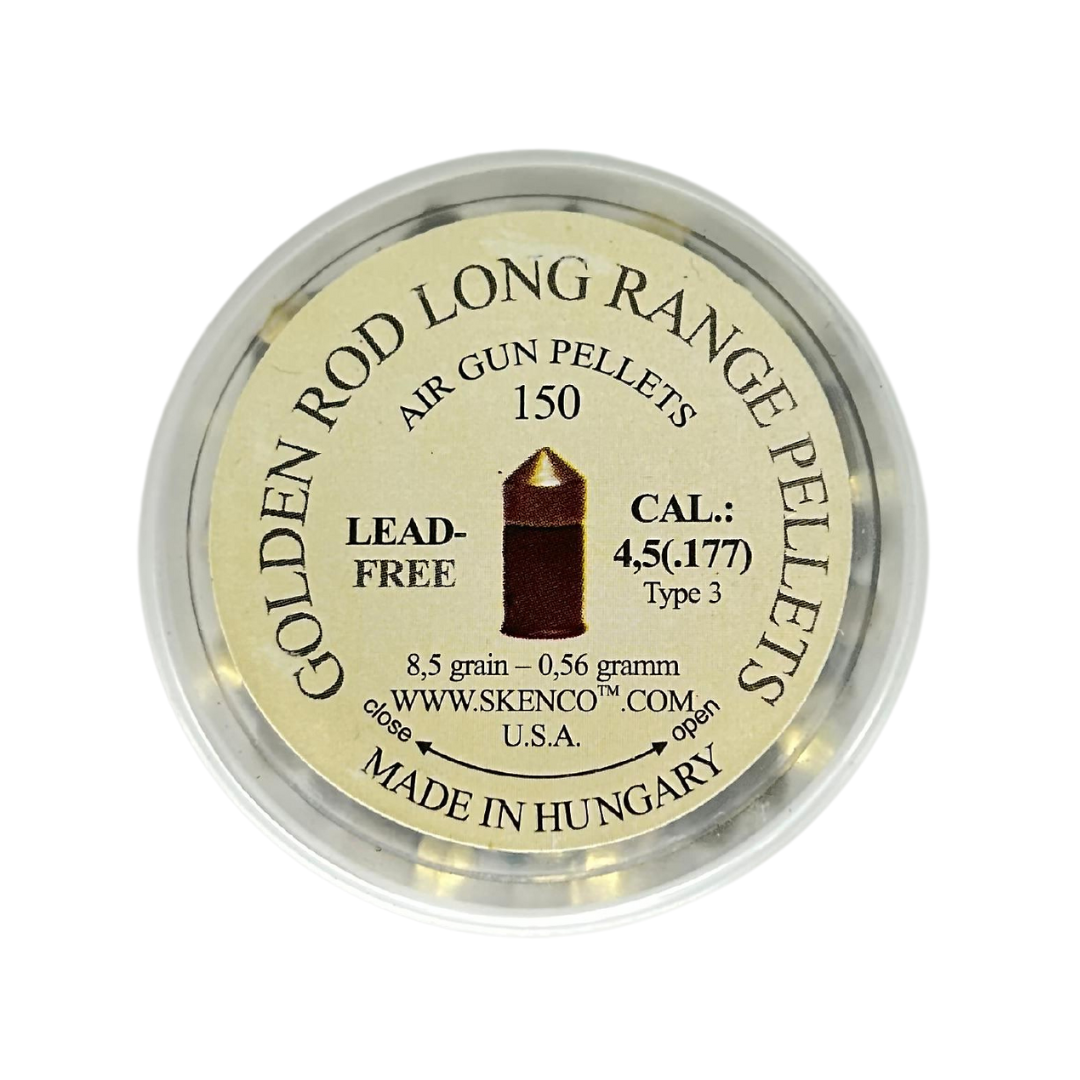 GOLDEN ROD LONG RANGE PELLETS
AIR GUN PELLETS
150
LEAD-
FREE
CAL.:
4,5(.177)
Type 3
8,5 grain – 0,56 gramm
WWW.SKENCO™.COM
U.S.A.
close
open
MADE IN HUNGARY